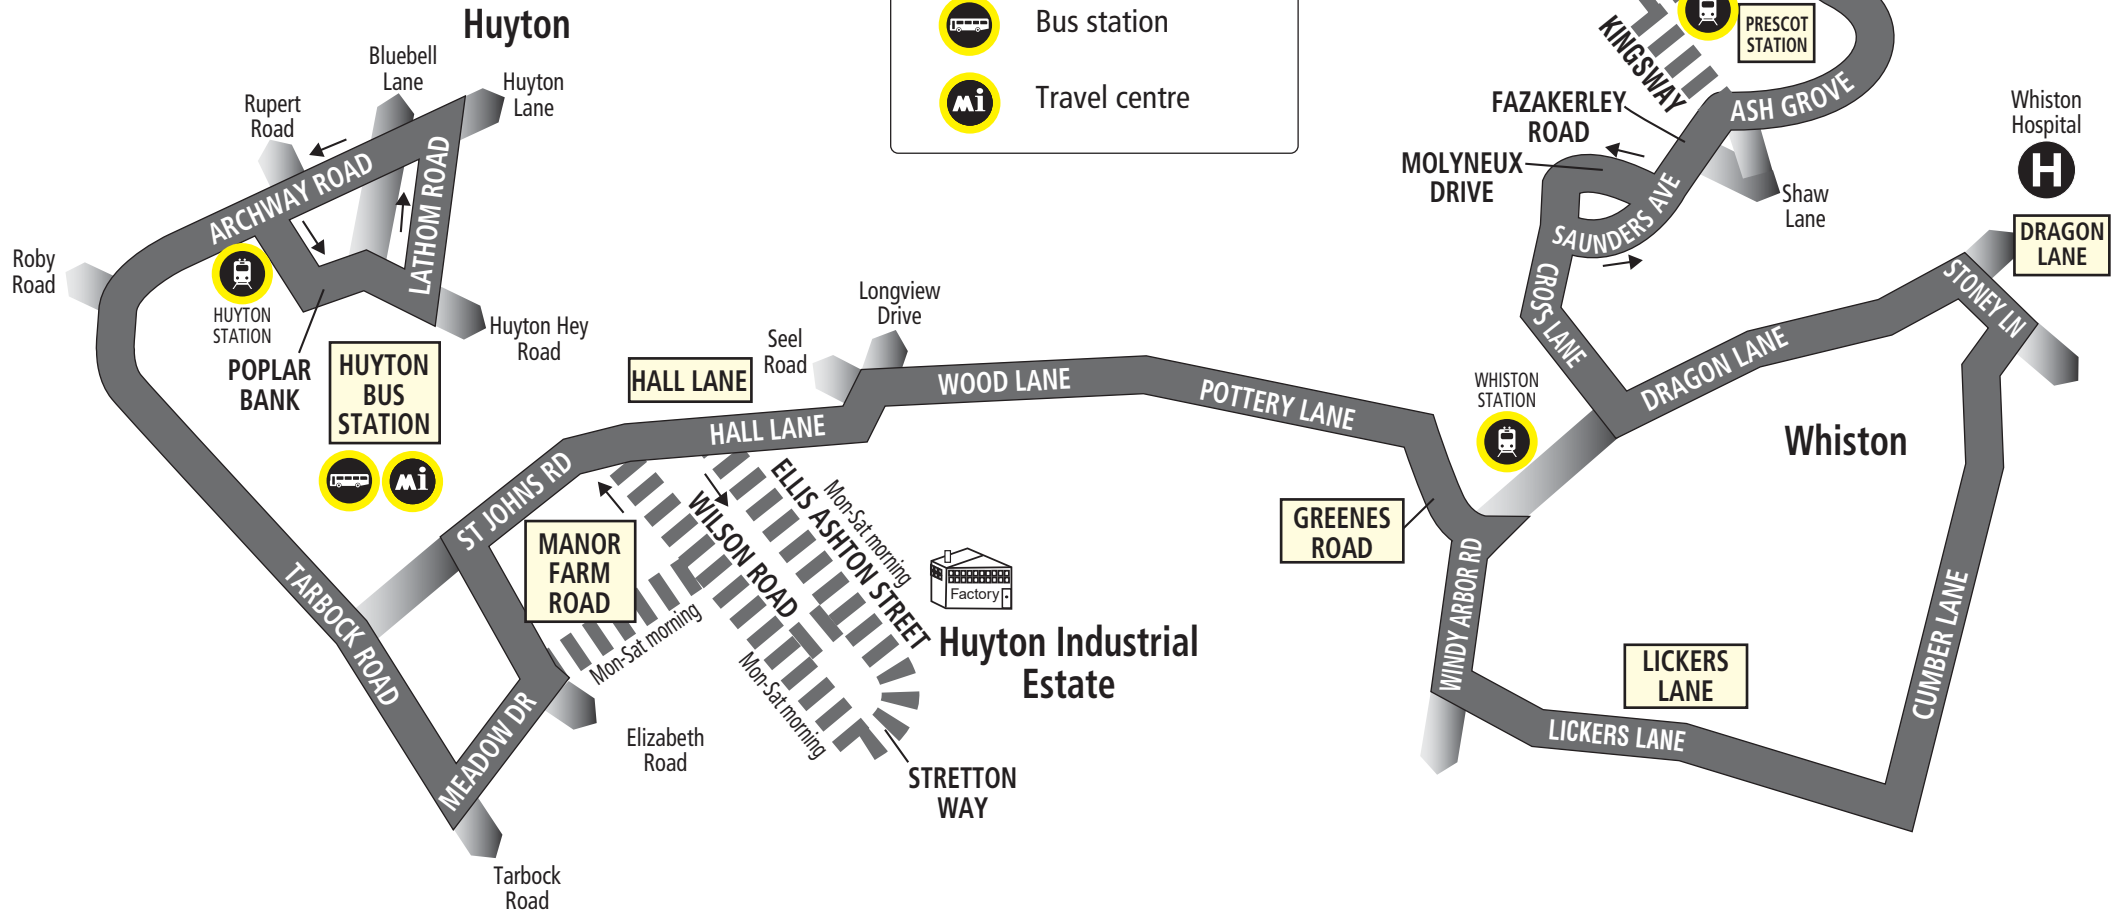 Huyton
Bluebell
Lane
Huyton
Lane
Rupert
Road
ARCHWAY ROAD
LATHOM ROAD
Roby
Road
HUYTON
STATION
POPLAR
BANK
HUYTON
BUS
STATION
Mi
Huyton Hey
Road
Bus station
Mi
Travel centre
KINGSWAY
PRESCOT
STATION
ASH GROVE
FAZAKERLEY
ROAD
MOLYNEUX
DRIVE
SAUNDERS AVE
Shaw
Lane
Whiston
Hospital
H
DRAGON
LANE
STONEY LN
CROSS LANE
DRAGON LANE
WHISTON
STATION
Whiston
Longview
Drive
Seel
Road
HALL LANE
HALL LANE
WOOD LANE
POTTERY LANE
ST JOHNS RD
MANOR
FARM
ROAD
WILSON ROAD
ELLIS ASHTON STREET
Mon-Sat morning
Mon-Sat morning
Mon-Sat morning
Factory
Huyton Industrial
Estate
STRETTON
WAY
Elizabeth
Road
TARBOCK ROAD
MEADOW DR
Tarbock
Road
GREENES
ROAD
WINDY ARBOR RD
LICKERS
LANE
LICKERS LANE
CUMBER LANE